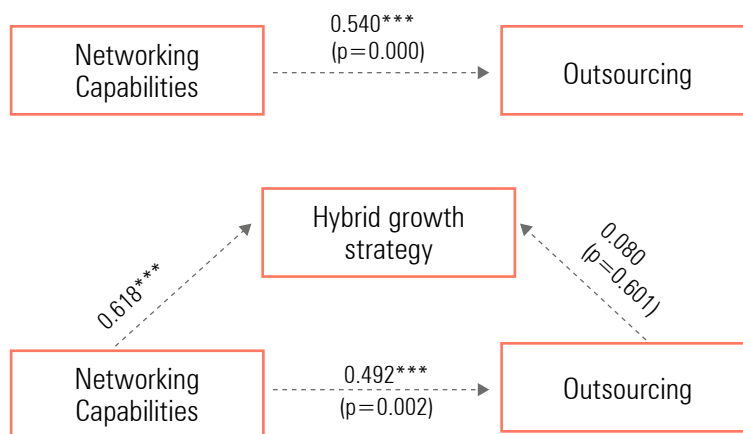 0.540***
(p=0.000)
Networking
Capabilities
Outsourcing
Hybrid growth
strategy
0.618***
0.080
(p=0.601)
Networking
Capabilities
0.492***
(p=0.002)
Outsourcing